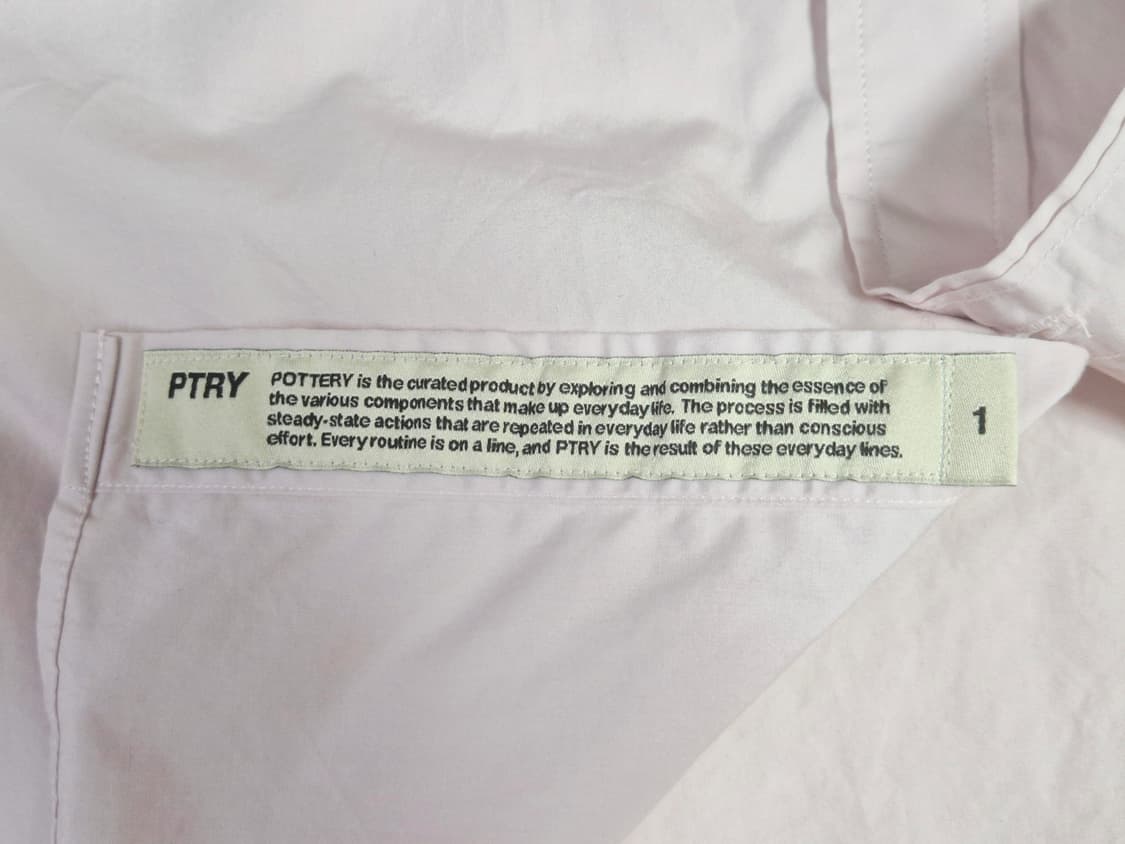 PTRY
POTTERY is the curated product by exploring and combining the essence of
the various components that make up everyday life. The process is filled with
steady-state actions that are repeated in everyday life rather than conscious
effort. Every routine is on a line, and PTRY is the result of these everyday lines.
1